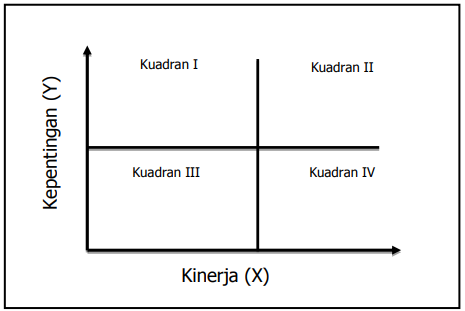 Kuadran I
Kuadran II
Kepentingan (Y)
Kuadran III
Kuadran IV
Kinerja (X)